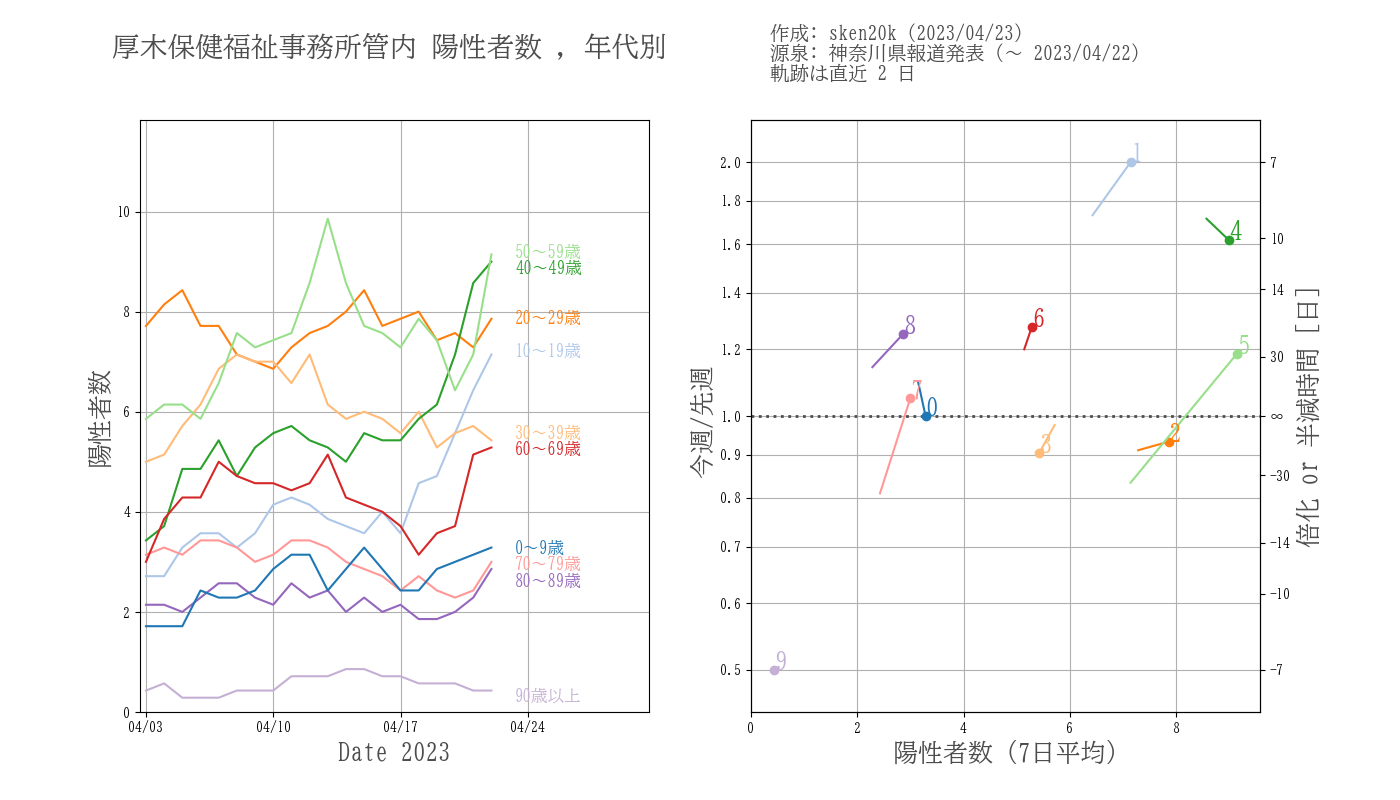 厚木保健福祉事務所管内 陽性者数 , 年代別
作成: sken20k (2023/04/23)
源泉: 神奈川県報道発表 (～ 2023/04/22)
軌跡は直近 2 日
陽性者数
10
8
6
4
2
0
04/03
04/10
04/17
04/24
Date 2023
50～59歳
40～49歳
20～29歳
10～19歳
30～39歳
60～69歳
0～9歳
70～79歳
80～89歳
90歳以上
今週/先週
2.0
1.8
1.6
1.4
1.2
1.0
0.9
0.8
0.7
0.6
0.5
0
2
4
6
8
陽性者数 (7日平均)
1
4
6
8
5
7
0
2
3
9
7
10
14
30
∞
-30
-14
-10
-7
倍化 or 半減時間 [日]